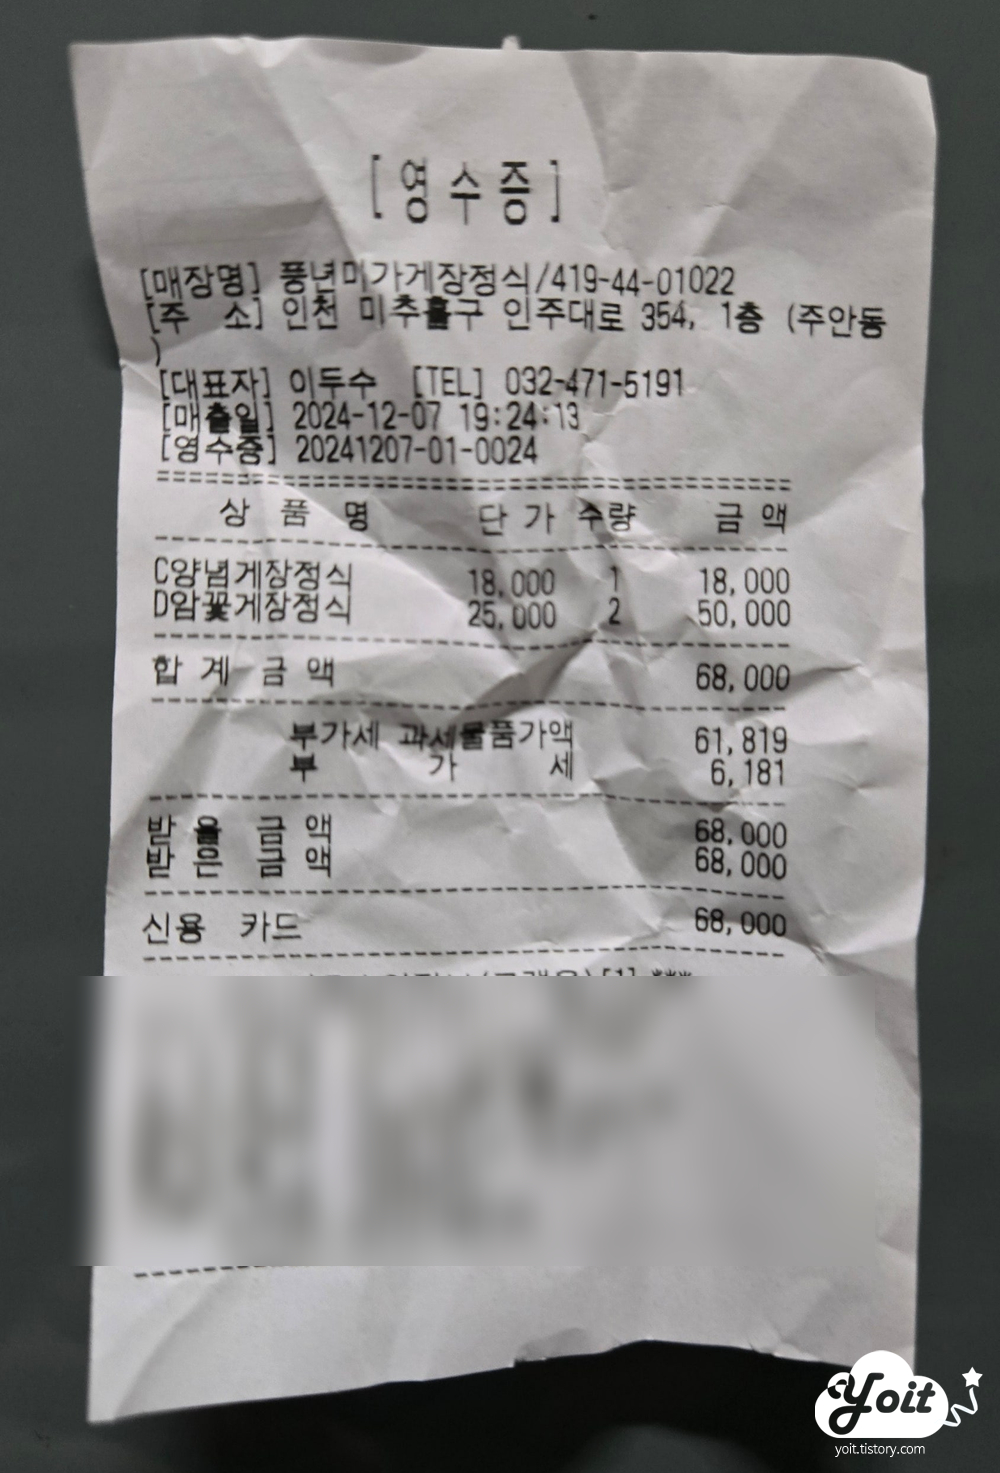 [영수증]
[매장명] 풍년미가게장정식/419-44-01022
[주 소] 인천 미추홀구 인주대로 354, 1층 (주안동
)
[대표자] 이두수 [TEL] 032-471-5191
[매출일] 2024-12-07 19:24:13
[영수증] 20241207-01-0024
상 품 명 단 가 수량 금 액
C양념게장정식 18,000 1 18,000
D암꽃게장정식 25,000 2 50,000
합 계 금 액 68,000
부가세 과세물품가액 61,819
부 가 세 6,181
받 을 금 액 68,000
받 은 금 액 68,000
신용 카드 68,000
Yoit
yoit.tistory.com